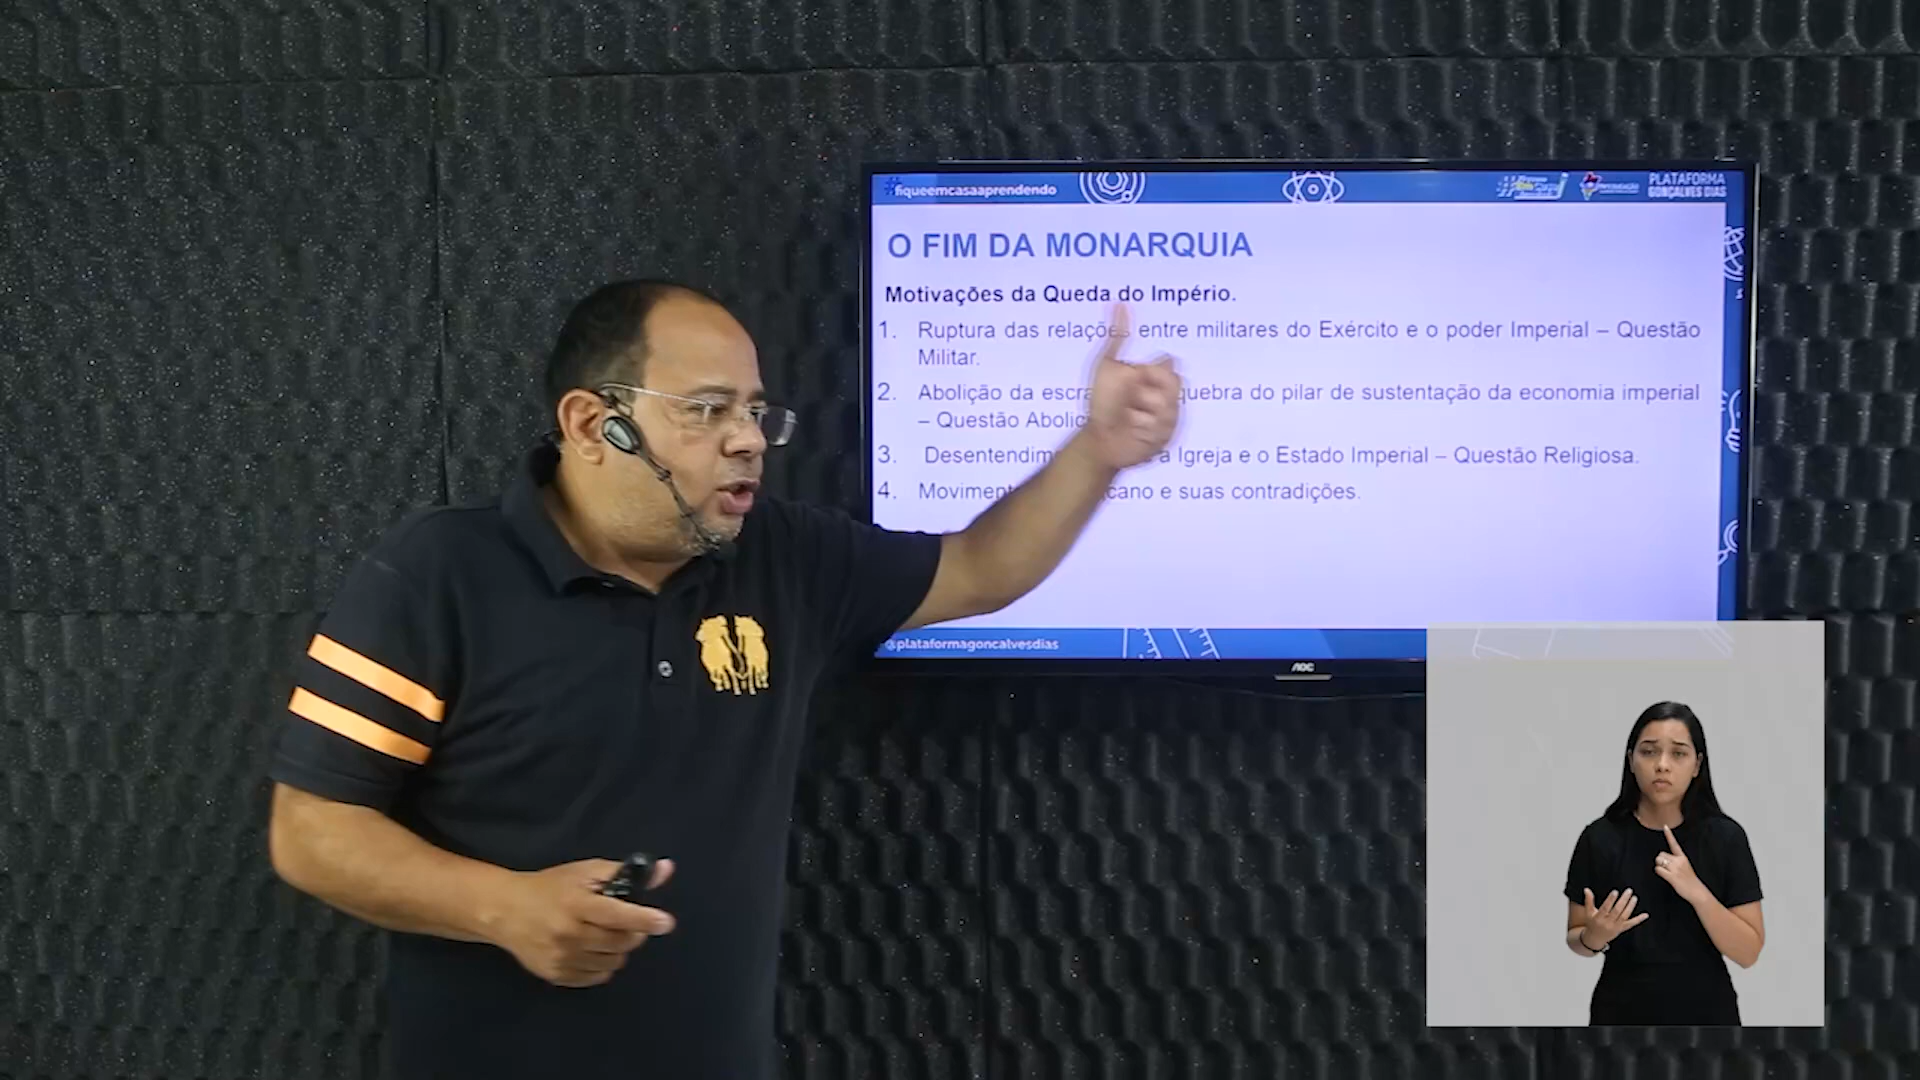 #fiqueemcasaaprendendo
PLATAFORMA
GONÇALVES DIAS
O FIM DA MONARQUIA
Motivações da Queda do Império.
1. Ruptura das relações entre militares do Exército e o poder Imperial – Questão
Militar.
2. Abolição da escra quebra do pilar de sustentação da economia imperial
– Questão Abolic
3. Desentendim a Igreja e o Estado Imperial – Questão Religiosa.
4. Moviment cano e suas contradições.
@plataformagoncalvesdias
AOC